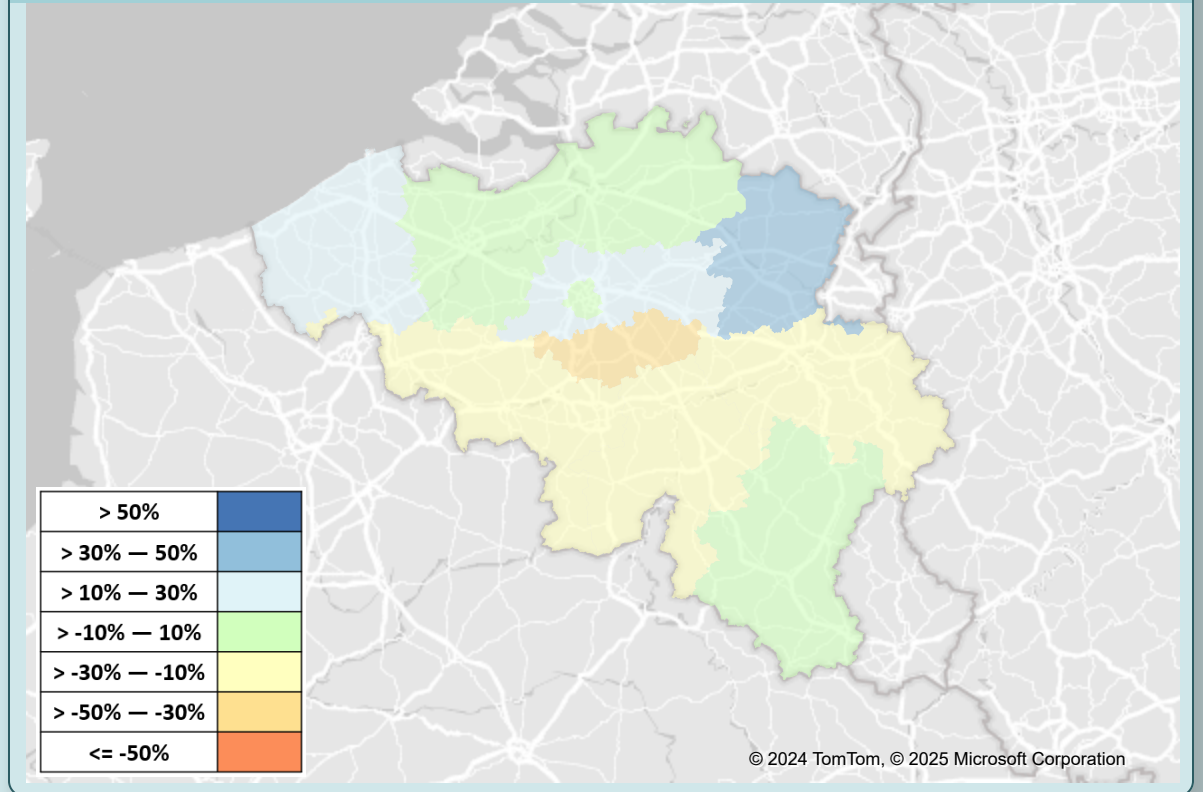 > 50%
> 30% — 50%
> 10% — 30%
> -10% — 10%
> -30% — -10%
> -50% — -30%
<= -50%
© 2024 TomTom, © 2025 Microsoft Corporation